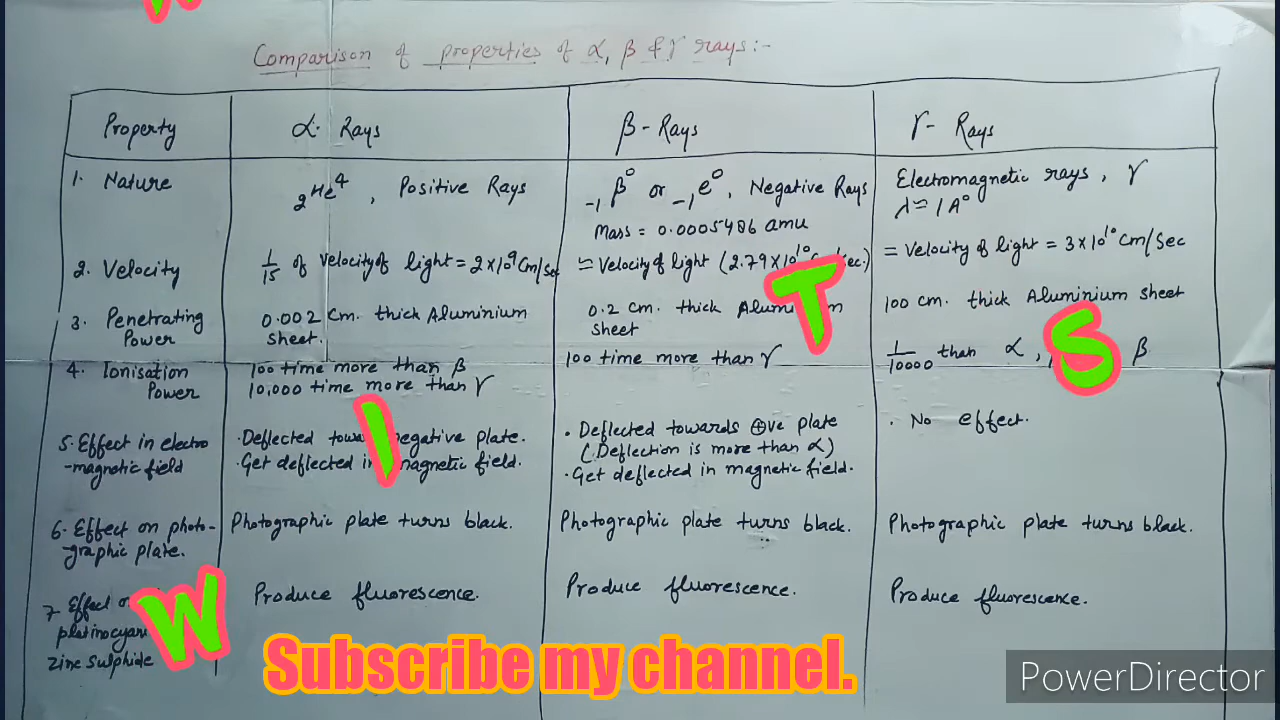 Comparison of properties of α, β & γ rays:-
Property
α- Rays
β- Rays
γ- Rays
1. Nature
₂He⁴, Positive Rays
₋₁β⁰ or ₋₁e⁰, Negative Rays
Mass = 0.0005486 amu
Electromagnetic rays, γ
λ ≃ 1 A⁰
2. Velocity
1/15 of Velocity of light = 2×10⁹ Cm/Sec
≃ Velocity of light (2.79×10¹⁰ Sec.)
= Velocity of light = 3×10¹⁰ Cm/Sec
3. Penetrating
Power
0.002 Cm. thick Aluminium
sheet.
0.2 cm. thick Aluminium
sheet
100 cm. thick Aluminium sheet
4. Ionisation
Power
100 time more than β
10,000 time more than γ
100 time more than γ
1/10000 than α, β
5. Effect in electro
-magnetic field
. Deflected towards negative plate.
. Get deflected in magnetic field.
. Deflected towards ⊕ve plate
(Deflection is more than α)
. Get deflected in magnetic field.
. No effect.
6. Effect on photo-
-graphic plate.
Photographic plate turns black.
Photographic plate turns black.
Photographic plate turns black.
7 Effect
Zinc Sulphide
Produce fluorescence.
Produce fluorescence.
Produce fluorescence.
T
S
I
W
Subscribe my channel.
PowerDirector